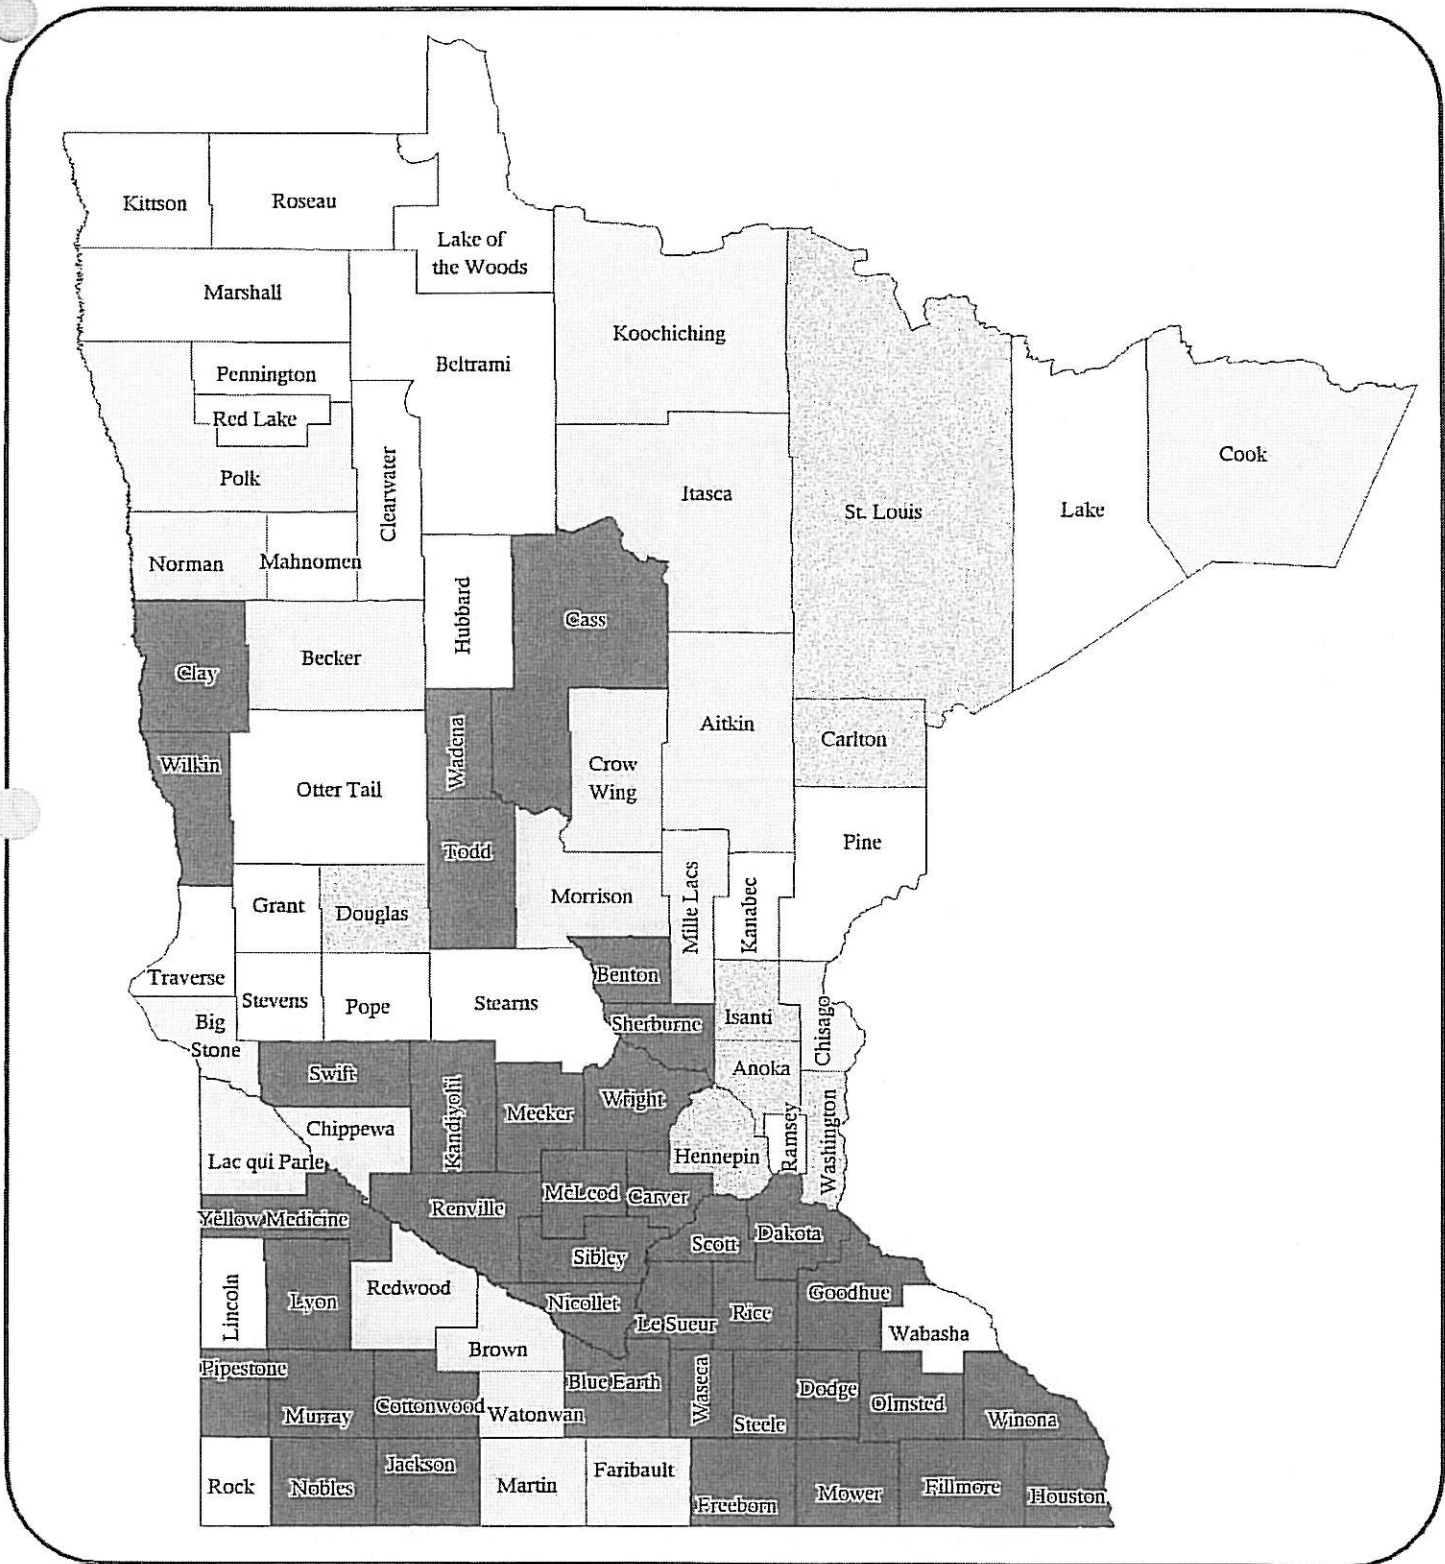 Kittson
Roseau
Lake of
the Woods
Marshall
Koochiching
Beltrami
Pennington
Red Lake
Polk
Clearwater
Itasca
St. Louis
Lake
Cook
Norman
Mahnomen
Hubbard
Cass
Clay
Becker
Wadena
Aitkin
Carlton
Wilkin
Otter Tail
Crow
Wing
Todd
Pine
Morrison
Mille Lacs
Kanabec
Grant
Douglas
Traverse
Stevens
Pope
Stearns
Benton
Big
Stone
Sherburne
Isanti
Chisago
Swift
Kandiyohi
Meeker
Wright
Anoka
Ramsey
Washington
Chippewa
Lac qui Parle
Hennepin
Yellow Medicine
Renville
McLeod
Carver
Scott
Dakota
Sibley
Lincoln
Lyon
Redwood
Nicollet
Le Sueur
Rice
Goodhue
Wabasha
Brown
Pipestone
Murray
Cottonwood
Watonwan
Blue Earth
Waseca
Steele
Dodge
Olmsted
Winona
Rock
Nobles
Jackson
Martin
Faribault
Freeborn
Mower
Fillmore
Houston